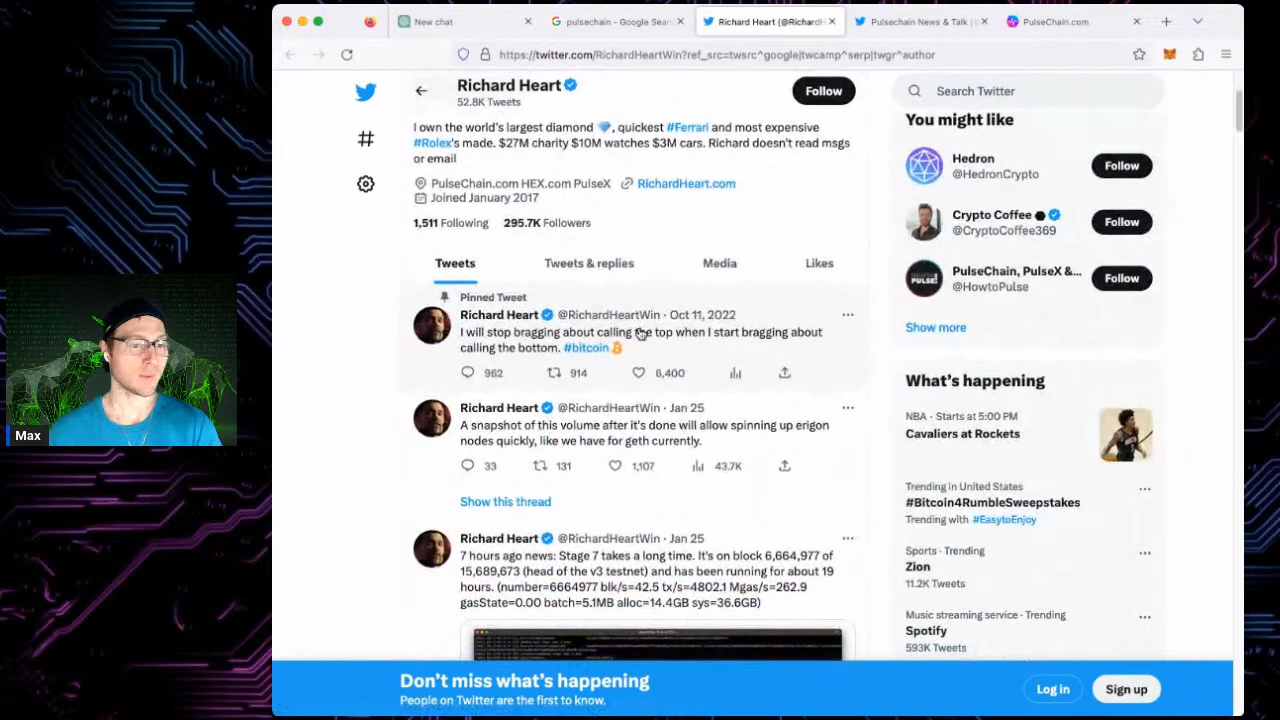 New chat
pulsechain - Google Sear
Richard Heart (@RichardH
Pulsechain News & Talk (
PulseChain.com
https://twitter.com/RichardHeartWin?ref_src=twsrc^google|twcamp^serp|twgr^author
Richard Heart
52.8K Tweets
Follow
Search Twitter
I own the world's largest diamond 💎, quickest #Ferrari and most expensive
#Rolex's made. $27M charity $10M watches $3M cars. Richard doesn't read msgs
or email
PulseChain.com HEX.com PulseX RichardHeart.com
Joined January 2017
1,511 Following 295.7K Followers
Tweets Tweets & replies Media Likes
Pinned Tweet
Richard Heart @RichardHeartWin · Oct 11, 2022
I will stop bragging about calling the top when I start bragging about
calling the bottom. #bitcoin
962 914 6,400
Richard Heart @RichardHeartWin · Jan 25
A snapshot of this volume after it's done will allow spinning up erigon
nodes quickly, like we have for geth currently.
33 131 1,107 43.7K
Show this thread
Richard Heart @RichardHeartWin · Jan 25
7 hours ago news: Stage 7 takes a long time. It's on block 6,664,977 of
15,689,673 (head of the v3 testnet) and has been running for about 19
hours. (number=6664977 blk/s=42.5 tx/s=4802.1 Mgas/s=262.9
gasState=0.00 batch=5.1MB alloc=14.4GB sys=36.6GB)
You might like
Hedron
@HedronCrypto
Follow
Crypto Coffee
@CryptoCoffee369
Follow
PulseChain, PulseX &...
@HowtoPulse
Follow
Show more
What's happening
NBA · Starts at 5:00 PM
Cavaliers at Rockets
Trending in United States
#Bitcoin4RumbleSweepstakes
Trending with #EasytoEnjoy
Sports · Trending
Zion
11.2K Tweets
Music streaming service · Trending
Spotify
593K Tweets
Don't miss what's happening
People on Twitter are the first to know.
Log in
Sign up
Max